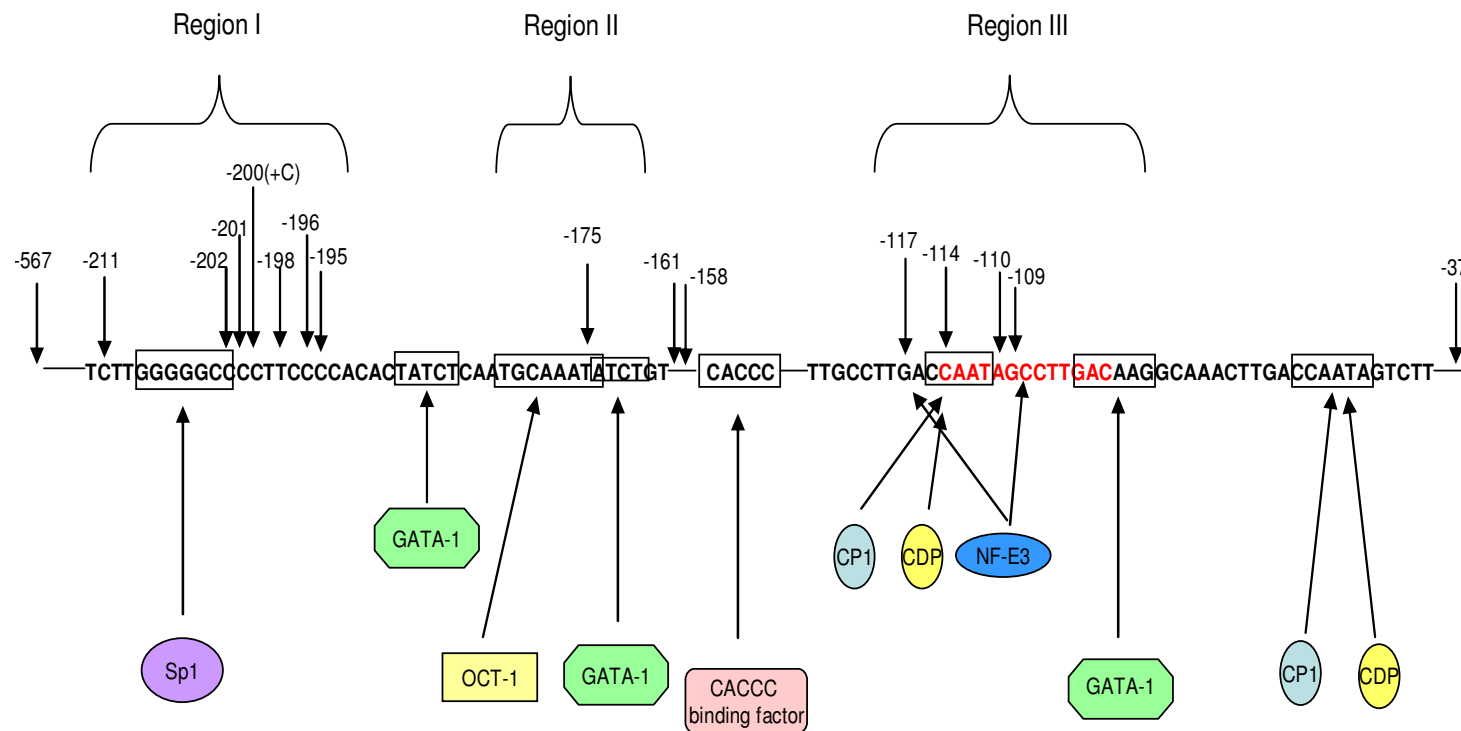 Region I Region II Region III
-200(+C)
-201 -196 -175 -117
-567 -211 -202 -198 -195 -161 -158 -114 -110 -109 -37
TCTTGGGGGCCCCTTCCCCACACTATCTCAATGCAAATATCTGT CACCC TTGCCTTGACCAATAGCCTTGACAAGGCAAACTTGACCAATAGTCTT
GATA-1 CP1 CDP NF-E3
Sp1 OCT-1 GATA-1 CACCC GATA-1 CP1 CDP
binding factor